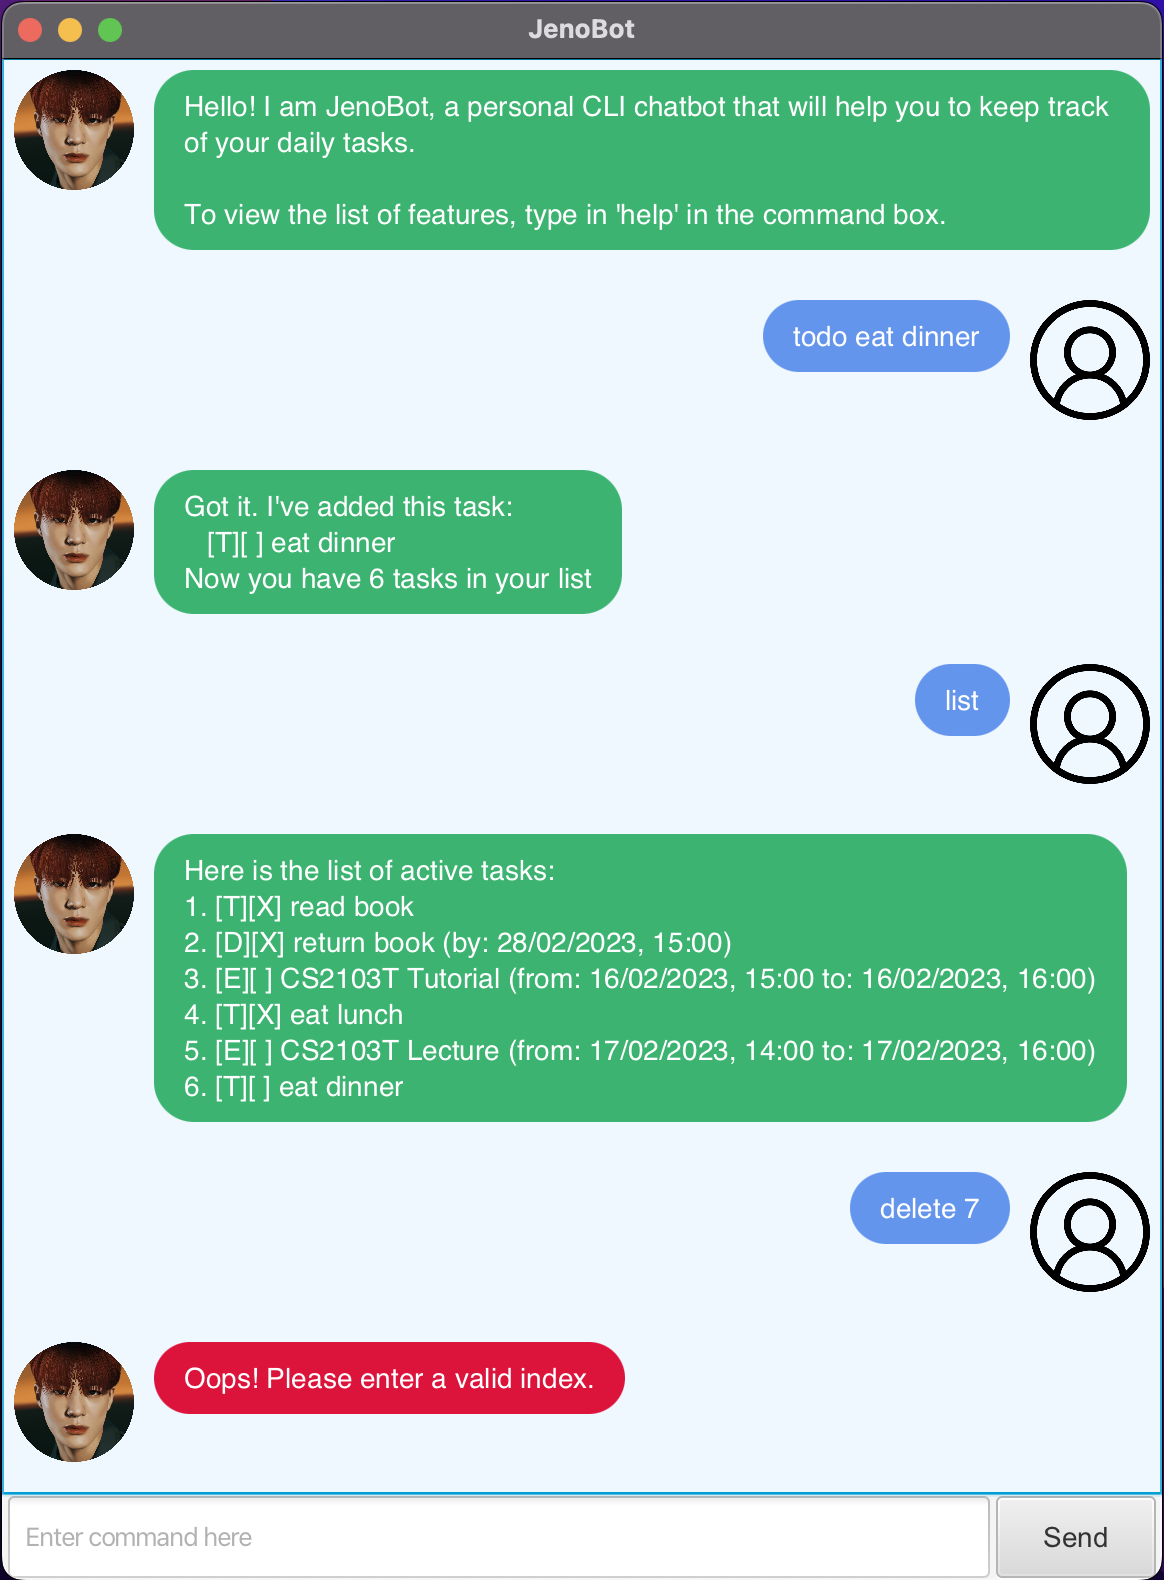 JenoBot
Hello! I am JenoBot, a personal CLI chatbot that will help you to keep track
of your daily tasks.
To view the list of features, type in 'help' in the command box.
todo eat dinner
Got it. I've added this task:
[T][ ] eat dinner
Now you have 6 tasks in your list
list
Here is the list of active tasks:
1. [T][X] read book
2. [D][X] return book (by: 28/02/2023, 15:00)
3. [E][ ] CS2103T Tutorial (from: 16/02/2023, 15:00 to: 16/02/2023, 16:00)
4. [T][X] eat lunch
5. [E][ ] CS2103T Lecture (from: 17/02/2023, 14:00 to: 17/02/2023, 16:00)
6. [T][ ] eat dinner
delete 7
Oops! Please enter a valid index.
Enter command here
Send